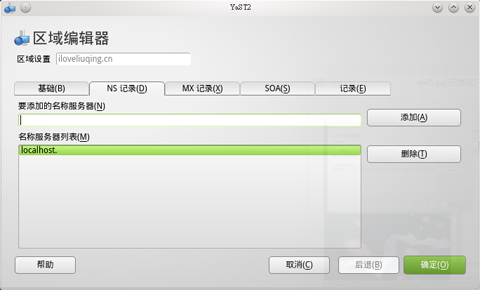 YaST2
区域编辑器
区域设置 iloveliuqing.cn
基础(B) NS 记录(D) MX 记录(X) SOA(S) 记录(E)
要添加的名称服务器(N)
添加(A)
名称服务器列表(M)
localhost.
删除(T)
帮助 取消(C) 后退(B) 确定(O)